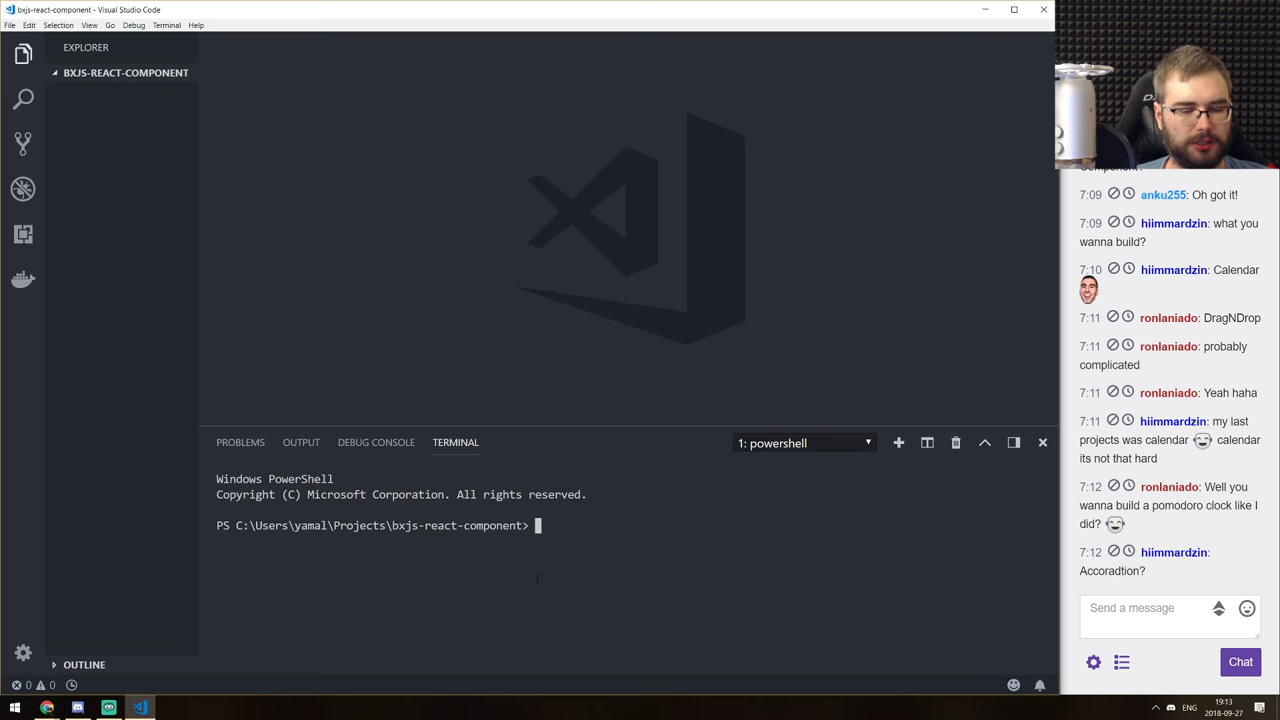 bxjs-react-component - Visual Studio Code
File Edit Selection View Go Debug Terminal Help
EXPLORER
BXJS-REACT-COMPONENT
OUTLINE
PROBLEMS OUTPUT DEBUG CONSOLE TERMINAL
1: powershell
Windows PowerShell
Copyright (C) Microsoft Corporation. All rights reserved.
PS C:\Users\yamal\Projects\bxjs-react-component>
0 0
7:09 anku255: Oh got it!
7:09 hiimmardzin: what you
wanna build?
7:10 hiimmardzin: Calendar
7:11 ronlaniado: DragNDrop
7:11 ronlaniado: probably
complicated
7:11 ronlaniado: Yeah haha
7:11 hiimmardzin: my last
projects was calendar calendar
its not that hard
7:12 ronlaniado: Well you
wanna build a pomodoro clock like I
did?
7:12 hiimmardzin:
Accoradtion?
Send a message
Chat
ENG
19:13
2018-09-27